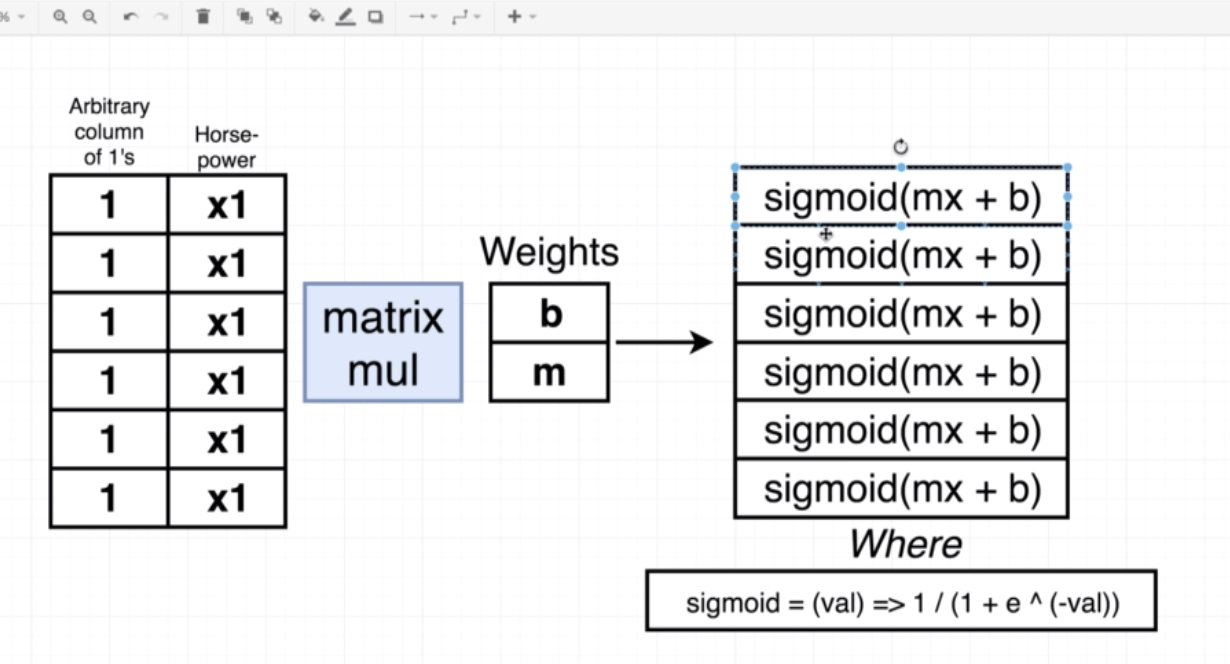 %
Arbitrary
column
of 1's
Horse-
power
1 x1
1 x1
1 x1
1 x1
1 x1
1 x1
matrix
mul
Weights
b
m
sigmoid(mx + b)
sigmoid(mx + b)
sigmoid(mx + b)
sigmoid(mx + b)
sigmoid(mx + b)
sigmoid(mx + b)
Where
sigmoid = (val) => 1 / (1 + e ^ (-val))